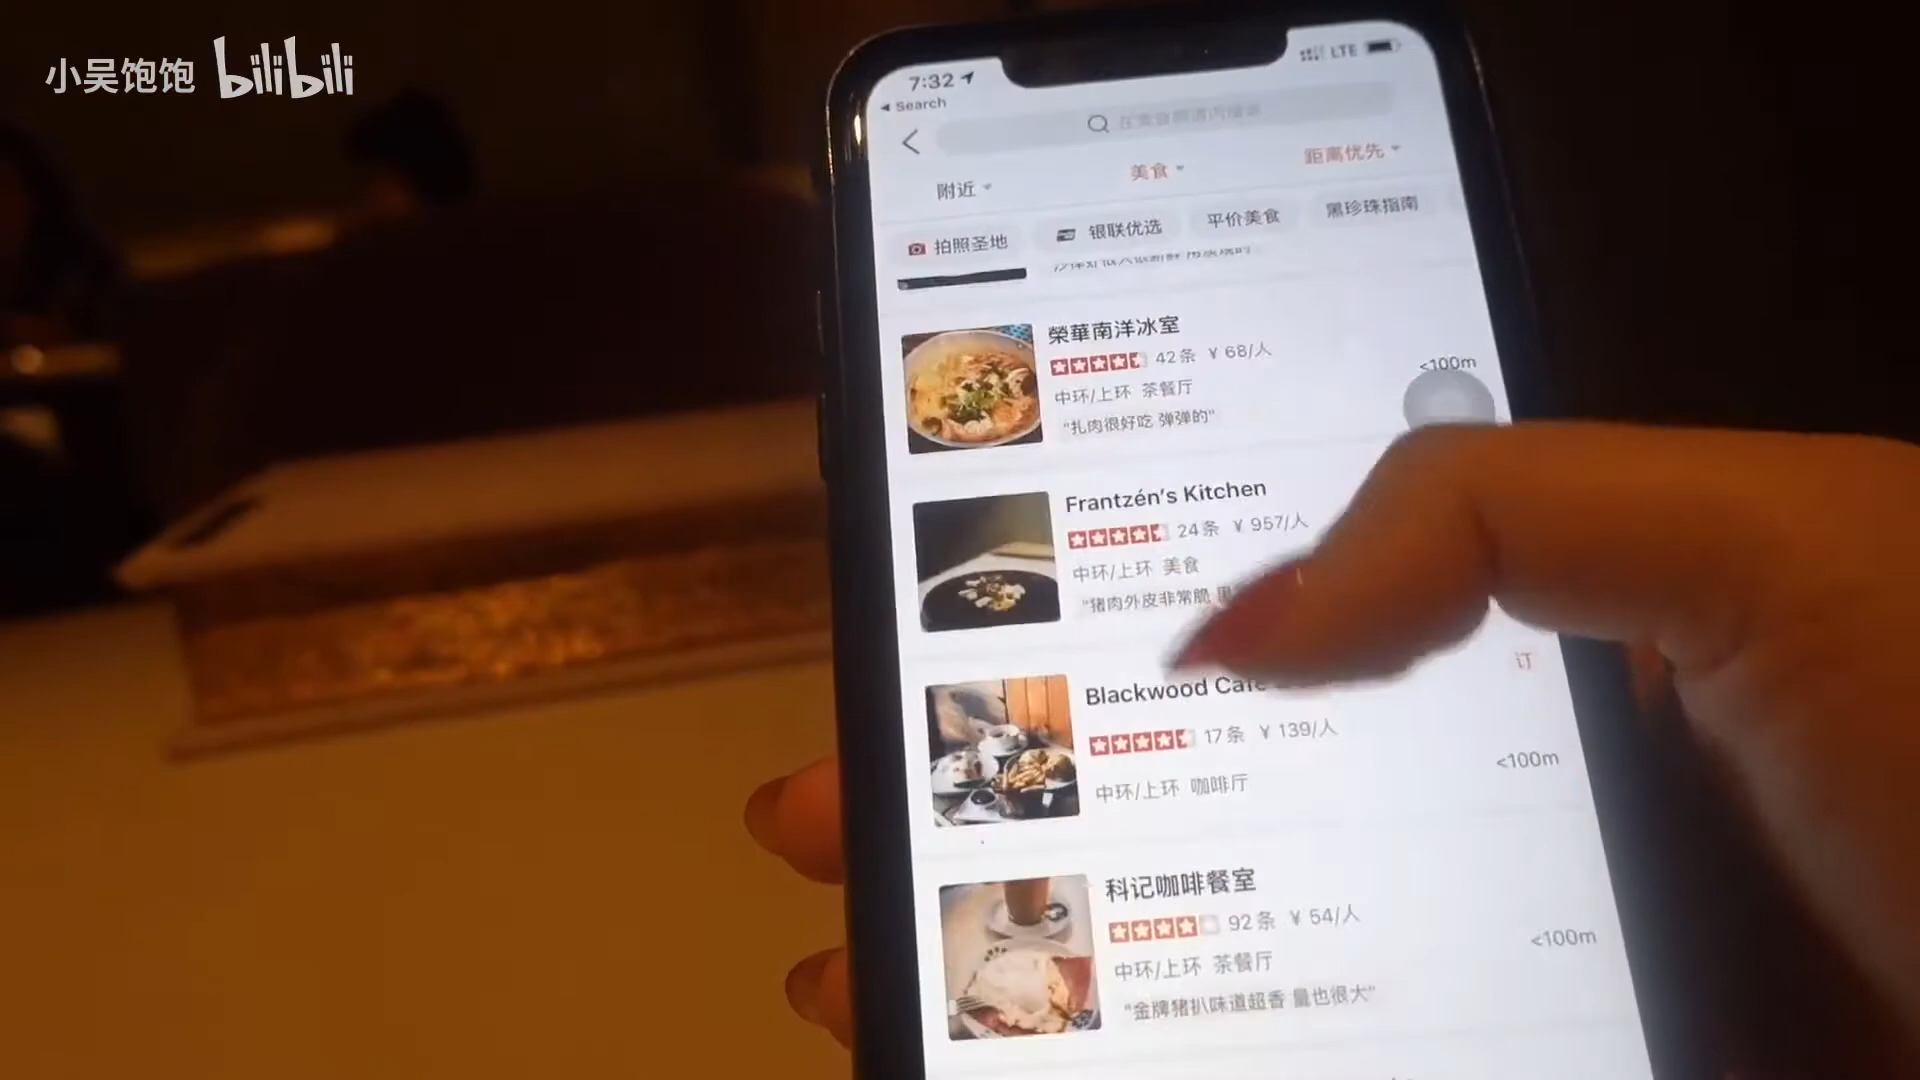 小吴饱饱 bilibili
7:32
LTE
Search
附近
美食
距离优先
拍照圣地
银联优选
平价美食
黑珍珠指南
榮華南洋冰室
42条 ¥68/人
<100m
中环/上环 茶餐厅
“扎肉很好吃 弹弹的”
Frantzén's Kitchen
24条 ¥957/人
中环/上环 美食
“猪肉外皮非常脆
Blackwood
订
17条 ¥139/人
<100m
中环/上环 咖啡厅
科记咖啡餐室
92条 ¥54/人
<100m
中环/上环 茶餐厅
“金牌猪扒味道超香 量也很大”